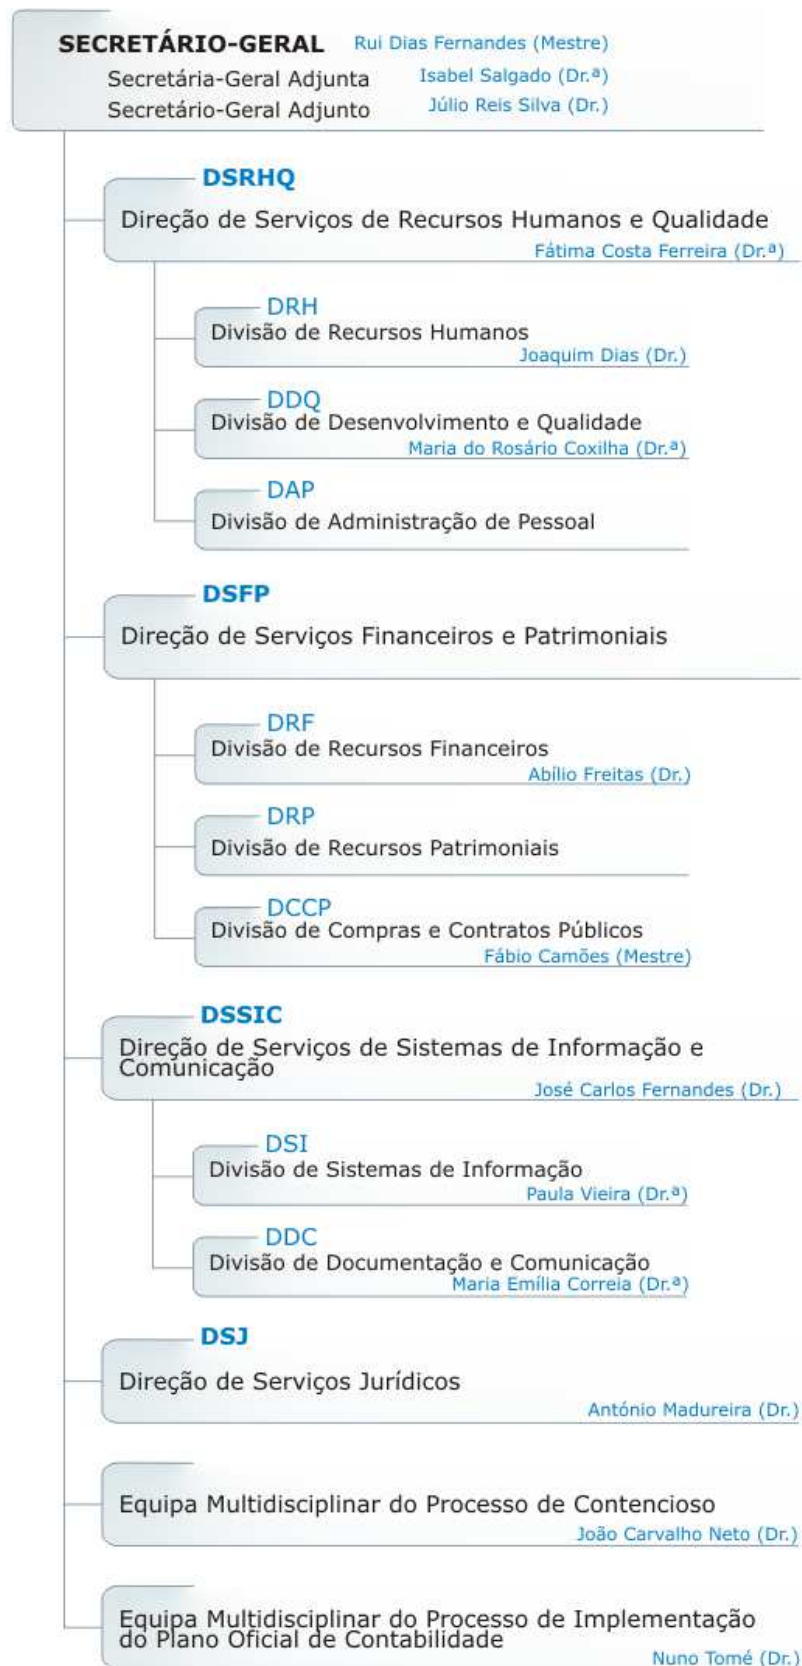 SECRETÁRIO-GERAL Rui Dias Fernandes (Mestre)
Secretária-Geral Adjunta Isabel Salgado (Dr.ª)
Secretário-Geral Adjunto Júlio Reis Silva (Dr.)
DSRHQ
Direção de Serviços de Recursos Humanos e Qualidade
Fátima Costa Ferreira (Dr.ª)
DRH
Divisão de Recursos Humanos
Joaquim Dias (Dr.)
DDQ
Divisão de Desenvolvimento e Qualidade
Maria do Rosário Coxilha (Dr.ª)
DAP
Divisão de Administração de Pessoal
DSFP
Direção de Serviços Financeiros e Patrimoniais
DRF
Divisão de Recursos Financeiros
Abílio Freitas (Dr.)
DRP
Divisão de Recursos Patrimoniais
DCCP
Divisão de Compras e Contratos Públicos
Fábio Camões (Mestre)
DSSIC
Direção de Serviços de Sistemas de Informação e
Comunicação
José Carlos Fernandes (Dr.)
DSI
Divisão de Sistemas de Informação
Paula Vieira (Dr.ª)
DDC
Divisão de Documentação e Comunicação
Maria Emília Correia (Dr.ª)
DSJ
Direção de Serviços Jurídicos
António Madureira (Dr.)
Equipa Multidisciplinar do Processo de Contencioso
João Carvalho Neto (Dr.)
Equipa Multidisciplinar do Processo de Implementação
do Plano Oficial de Contabilidade
Nuno Tomé (Dr.)